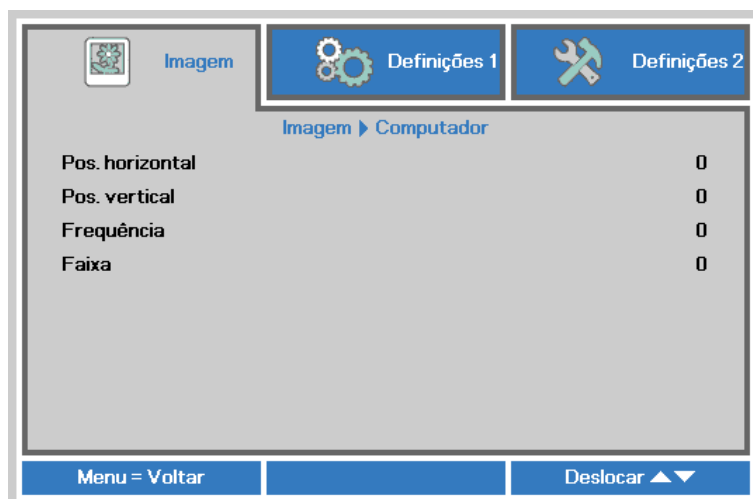 Imagem
Definições 1
Definições 2
Imagem ▶ Computador
Pos. horizontal 0
Pos. vertical 0
Frequência 0
Faixa 0
Menu = Voltar
Deslocar ▲▼